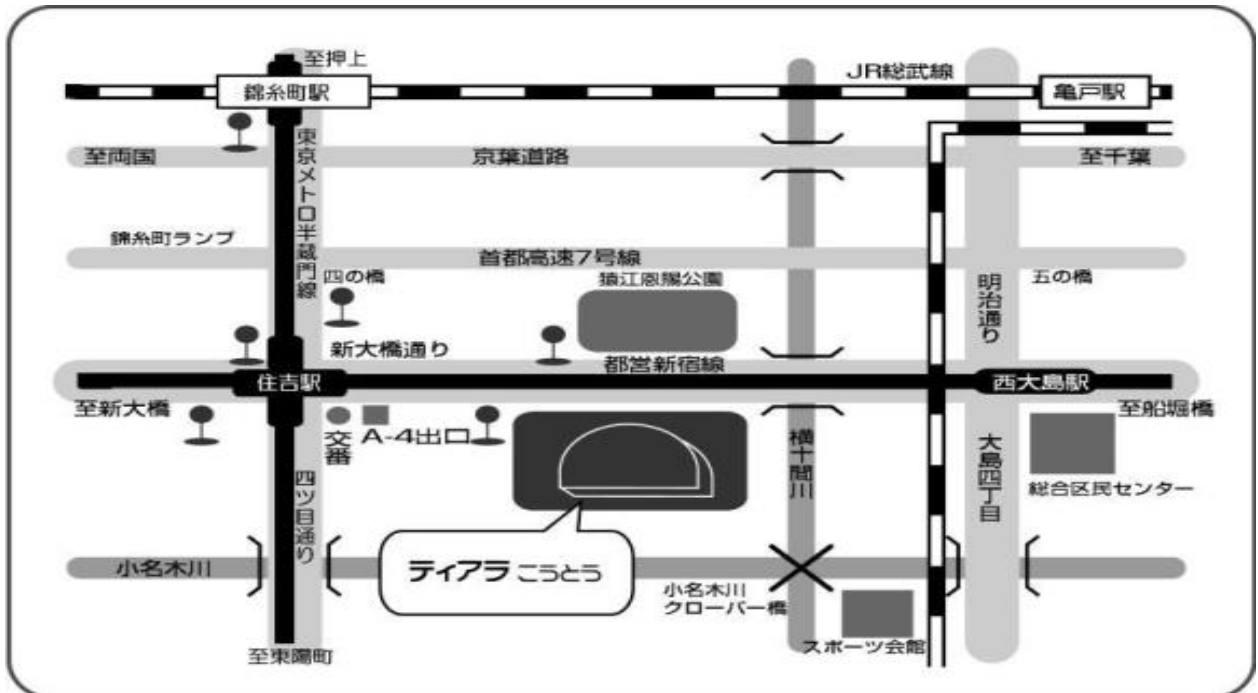 至押上
JR総武線
錦糸町駅
亀戸駅
東京メトロ半蔵門線
至両国
京葉道路
至千葉
錦糸町ランプ
首都高速7号線
四の橋
猿江恩賜公園
明治通り
五の橋
新大橋通り
都営新宿線
住吉駅
西大島駅
至新大橋
至船堀橋
交番
A-4出口
横十間川
大島四丁目
四ツ目通り
総合区民センター
小名木川
ティアラこうとう
小名木川
クローバー橋
スポーツ会館
至東陽町